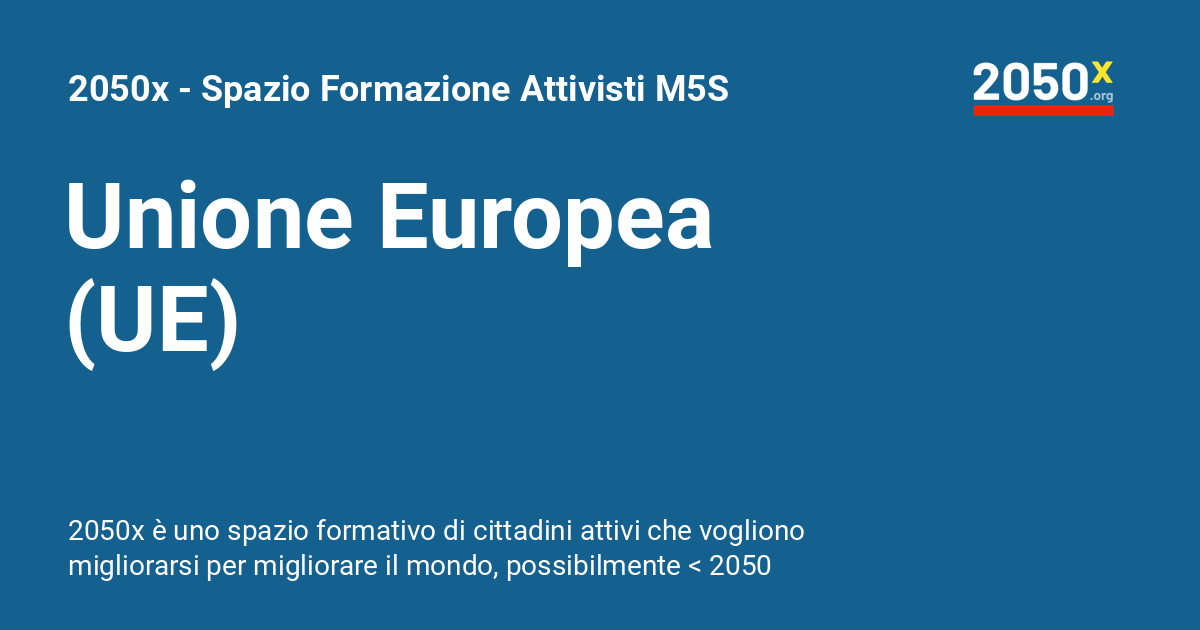 2050x - Spazio Formazione Attivisti M5S
2050x
.org
Unione Europea
(UE)
2050x è uno spazio formativo di cittadini attivi che vogliono
migliorarsi per migliorare il mondo, possibilmente < 2050